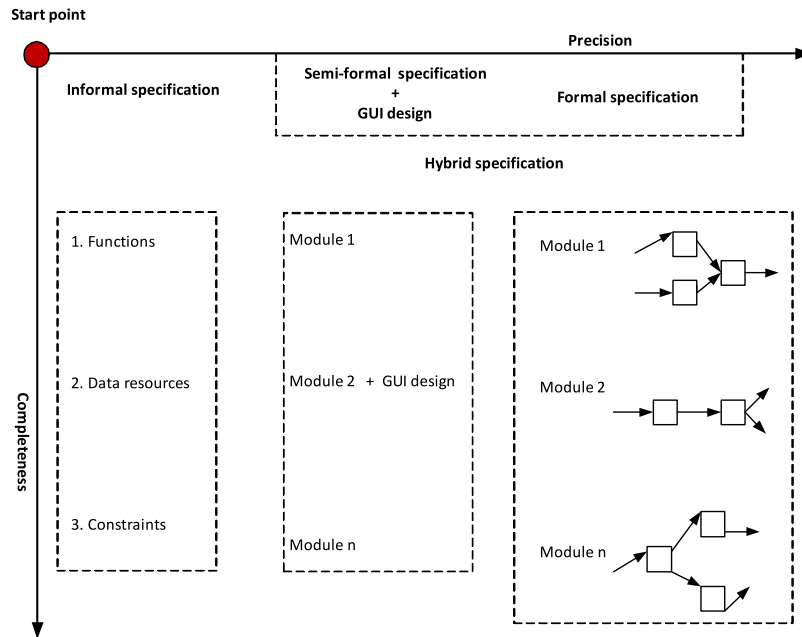 Start point
Precision
Informal specification
Semi-formal specification
+
GUI design
Formal specification
Hybrid specification
Completeness
1. Functions
2. Data resources
3. Constraints
Module 1
Module 2 + GUI design
Module n
Module 1
Module 2
Module n